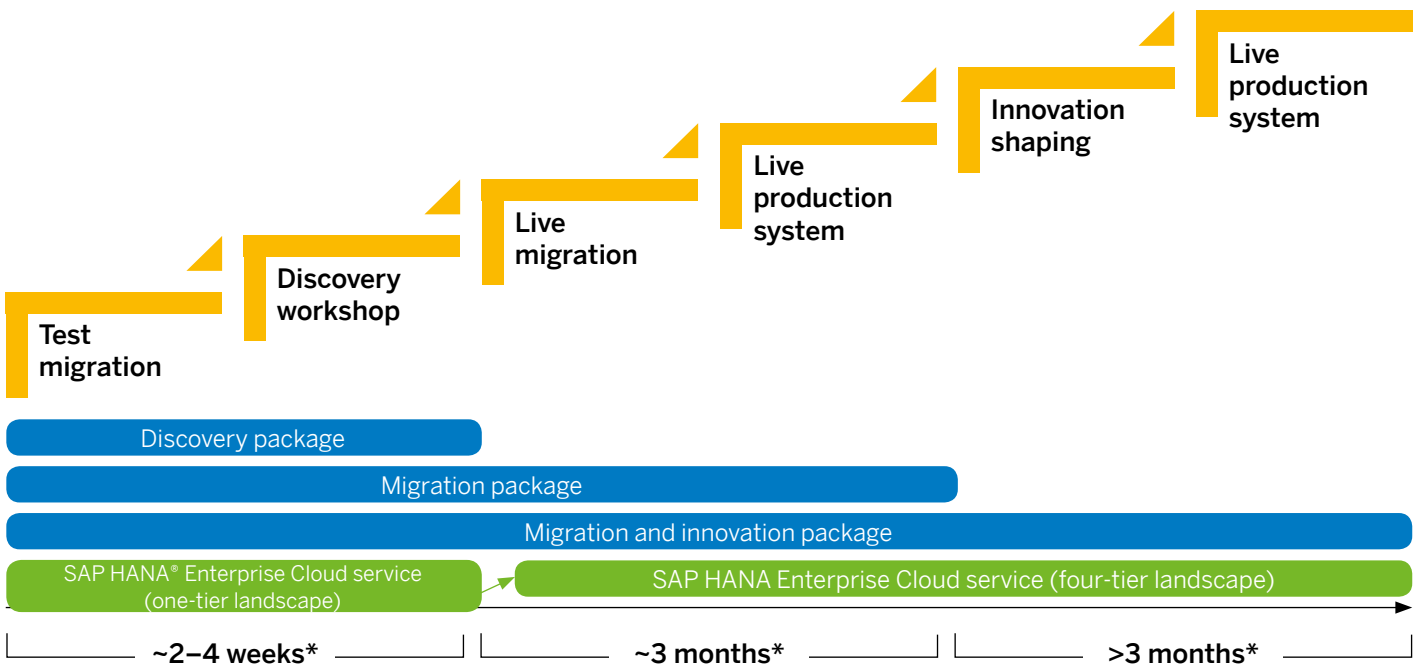 Live
production
system
Innovation
shaping
Live
production
system
Live
migration
Discovery
workshop
Test
migration
Discovery package
Migration package
Migration and innovation package
SAP HANA® Enterprise Cloud service
(one-tier landscape)
SAP HANA Enterprise Cloud service (four-tier landscape)
~2–4 weeks*
~3 months*
>3 months*